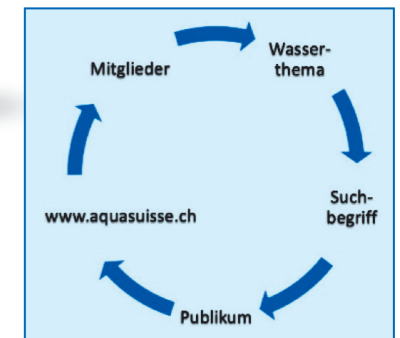 Mitglieder
Wasser-
thema
Such-
begriff
Publikum
www.aquasuisse.ch